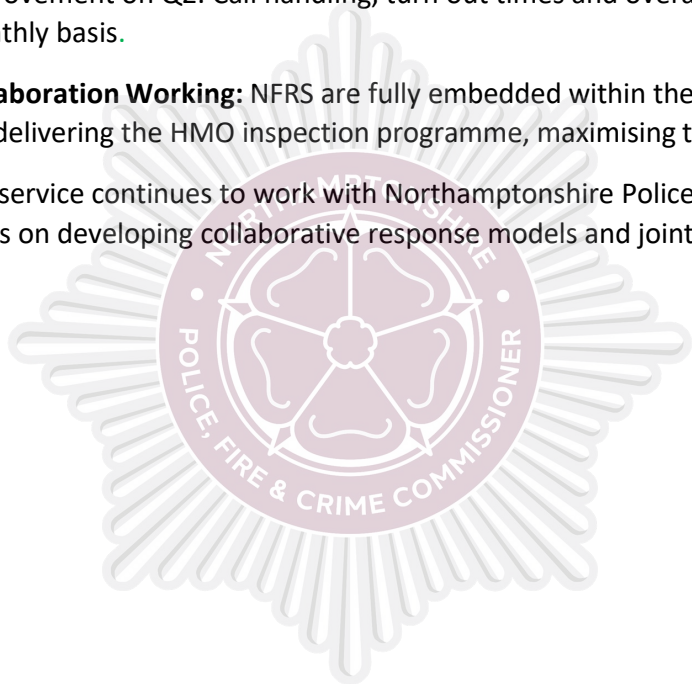 ovement on Q2. Call handling, turn out times and overa
nthly basis.
aboration Working: NFRS are fully embedded within the
delivering the HMO inspection programme, maximising t
service continues to work with Northamptonshire Police
s on developing collaborative response models and joint
NORTHAMPTONSHIRE
POLICE, FIRE & CRIME COMMISSIONER